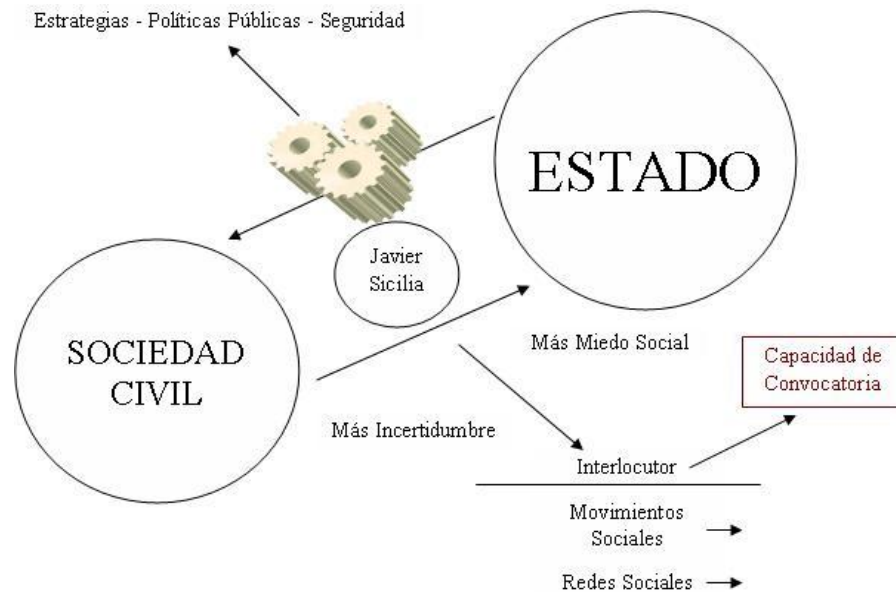 Estrategias - Políticas Públicas - Seguridad
ESTADO
Javier
Sicilia
SOCIEDAD
CIVIL
Más Miedo Social
Capacidad de
Convocatoria
Más Incertidumbre
Interlocutor
Movimientos
Sociales
Redes Sociales